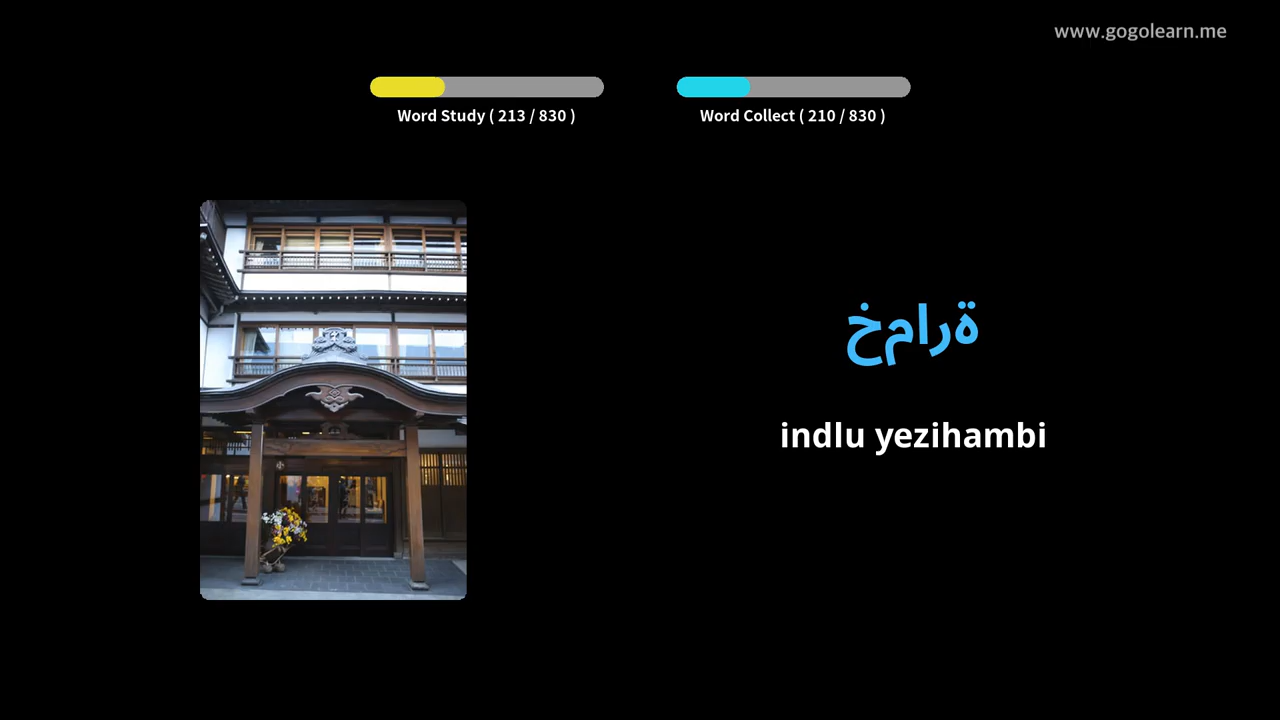 www.gogolearn.me
Word Study ( 213 / 830 )
Word Collect ( 210 / 830 )
خمارة
indlu yezihambi